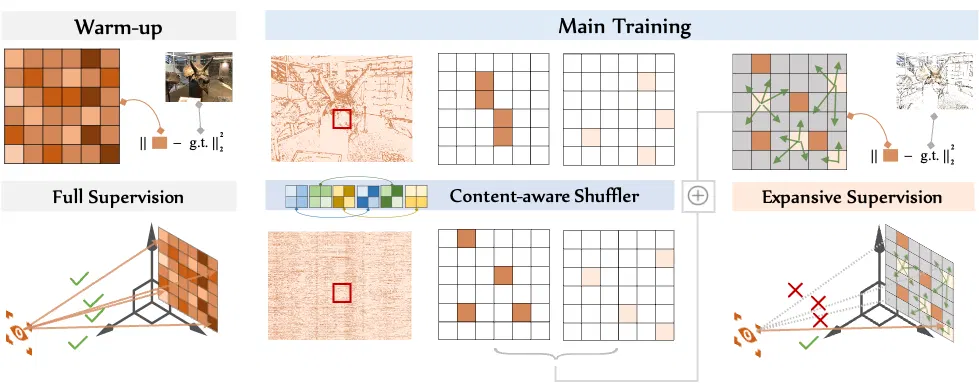 Warm-up
Main Training
|| − g.t. ||²₂
|| − g.t. ||²₂
Full Supervision
Content-aware Shuffler
Expansive Supervision